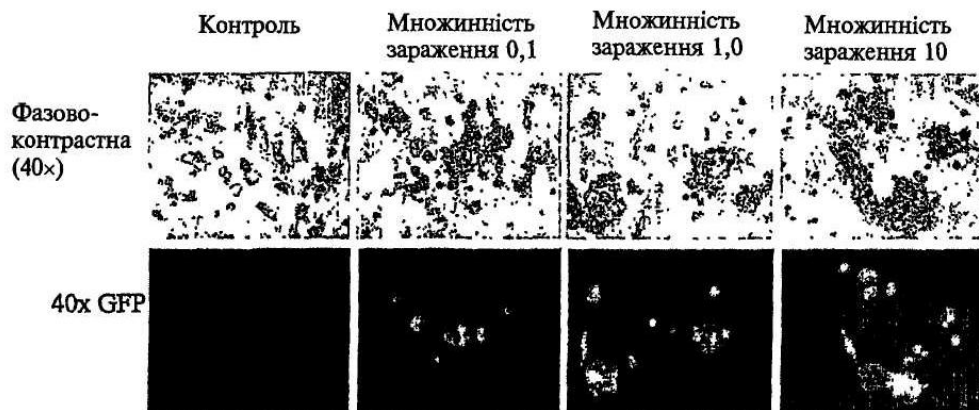 Контроль
Множинність
зараження 0,1
Множинність
зараження 1,0
Множинність
зараження 10
Фазово-
контрастна
(40×)
40x GFP